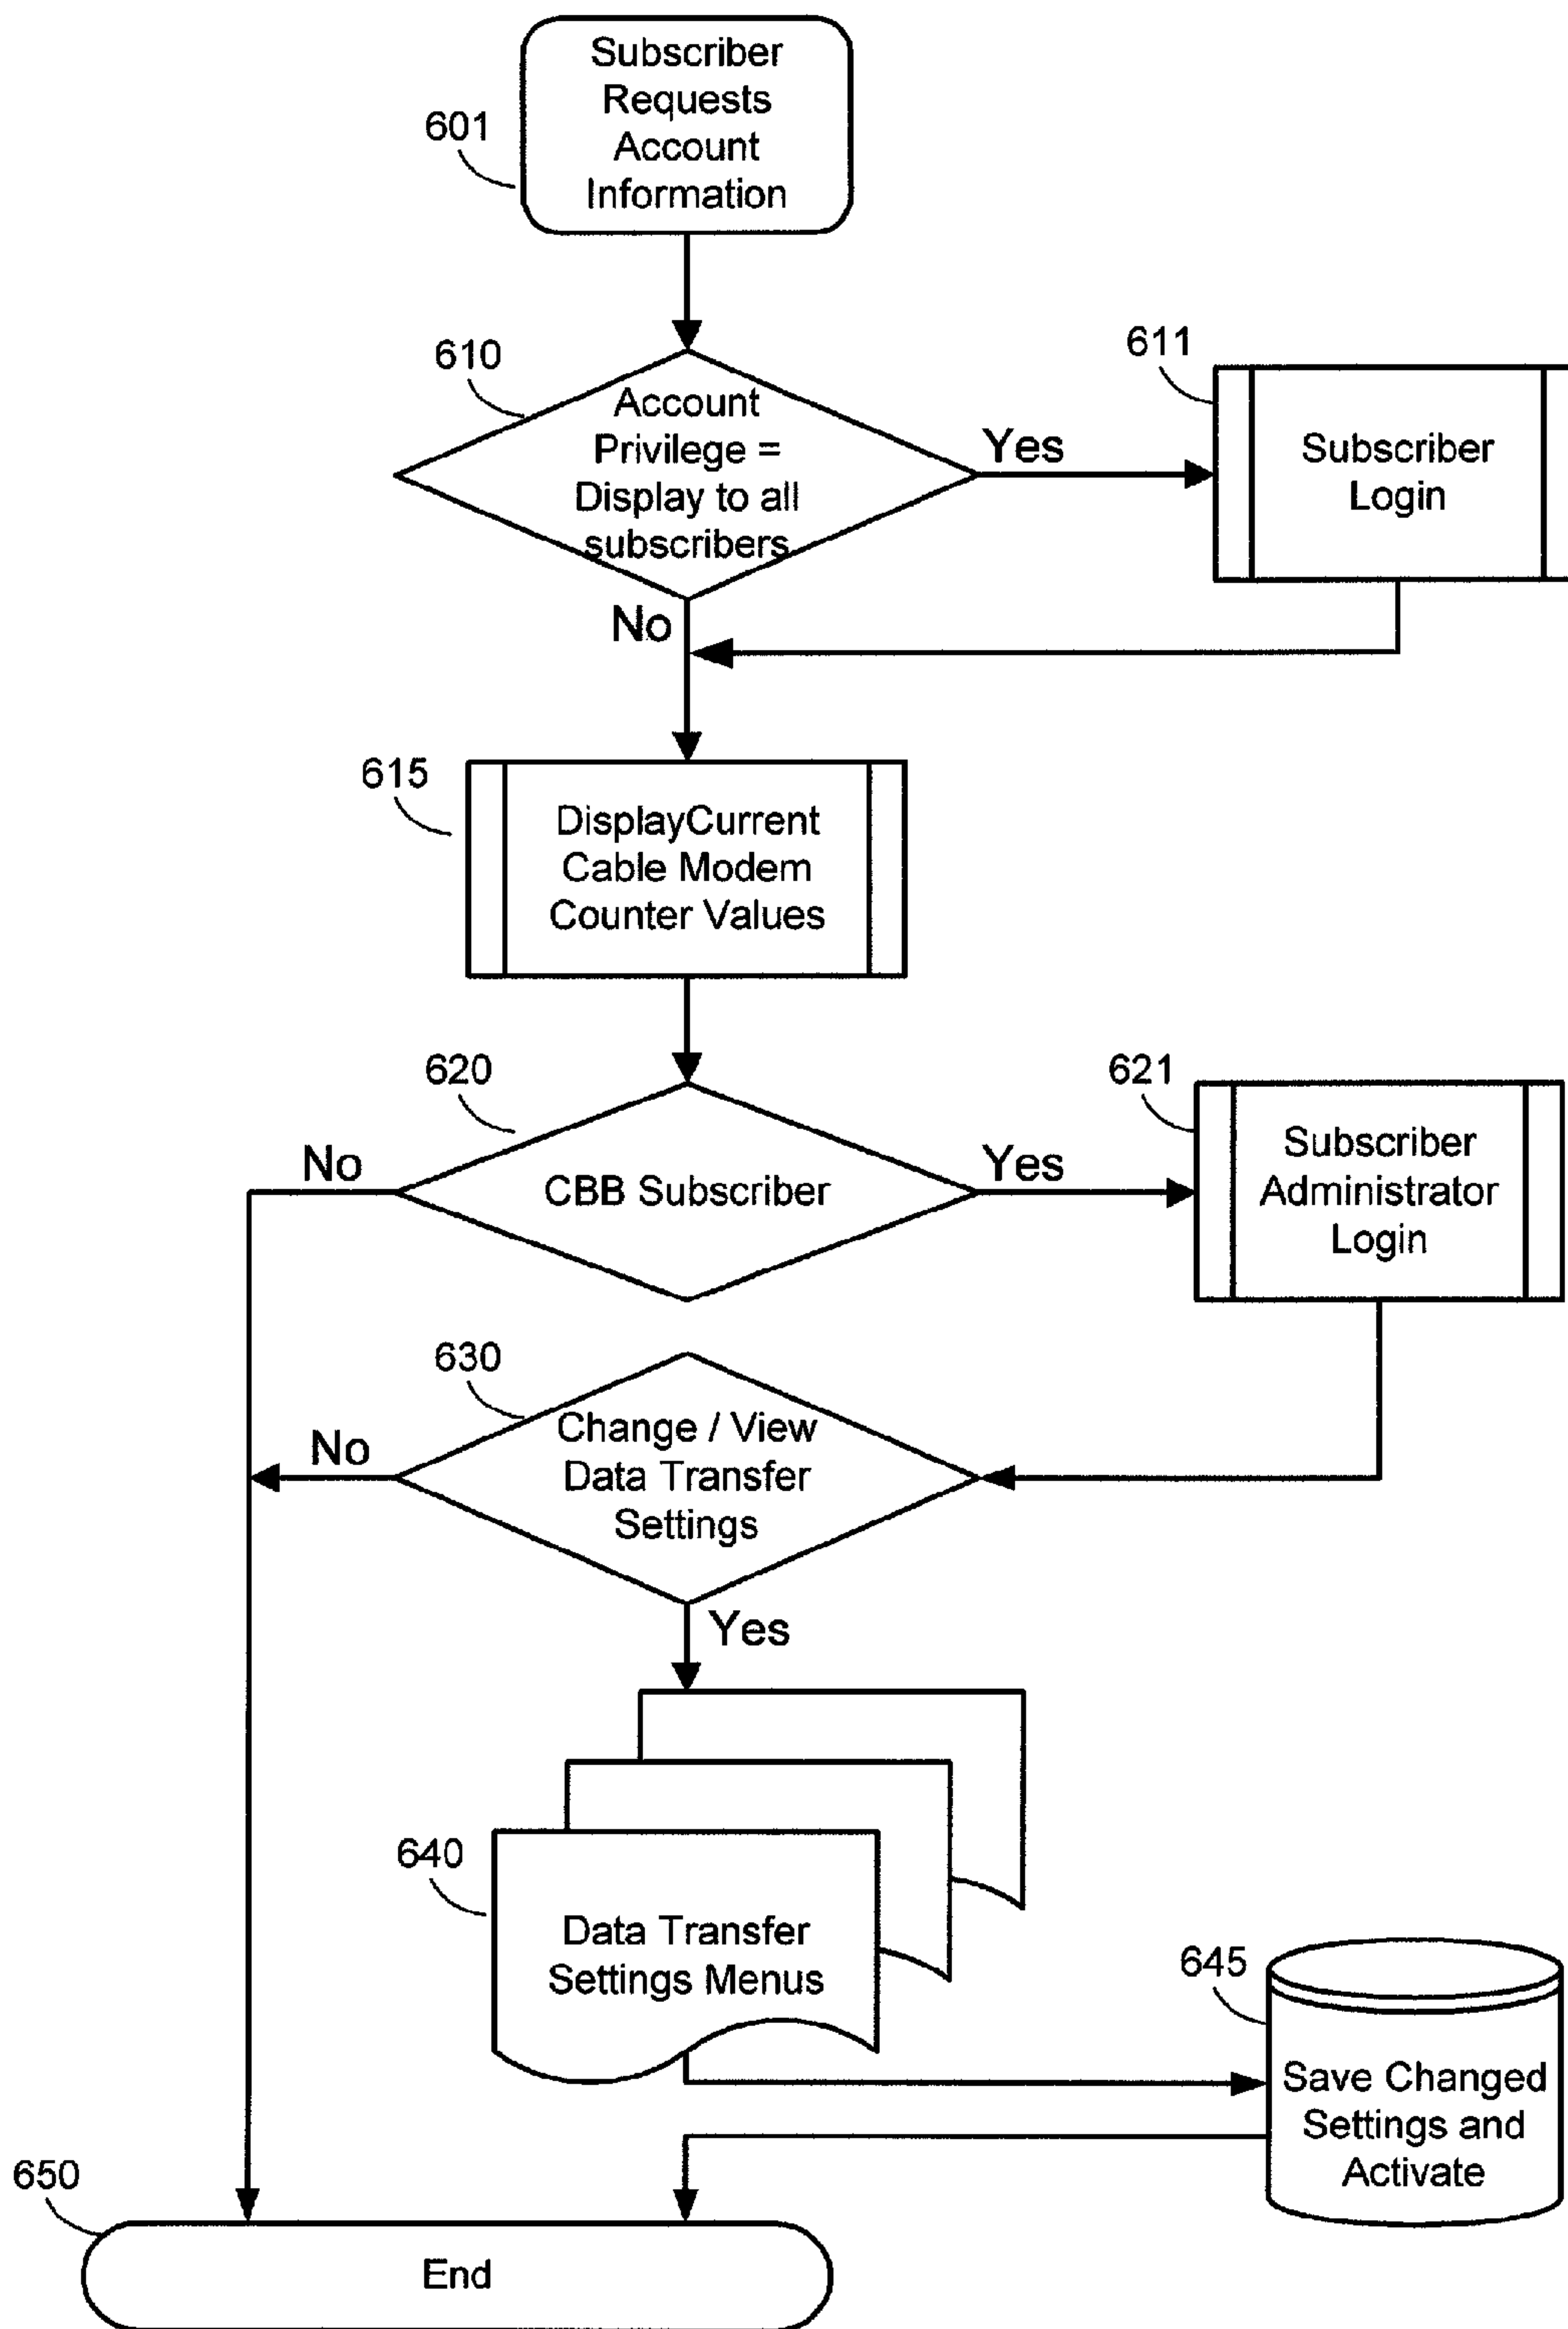 601
Subscriber
Requests
Account
Information
610
Account
Privilege =
Display to all
subscribers
Yes
No
611
Subscriber
Login
615
DisplayCurrent
Cable Modem
Counter Values
620
CBB Subscriber
No
Yes
621
Subscriber
Administrator
Login
630
Change / View
Data Transfer
Settings
No
Yes
640
Data Transfer
Settings Menus
645
Save Changed
Settings and
Activate
650
End